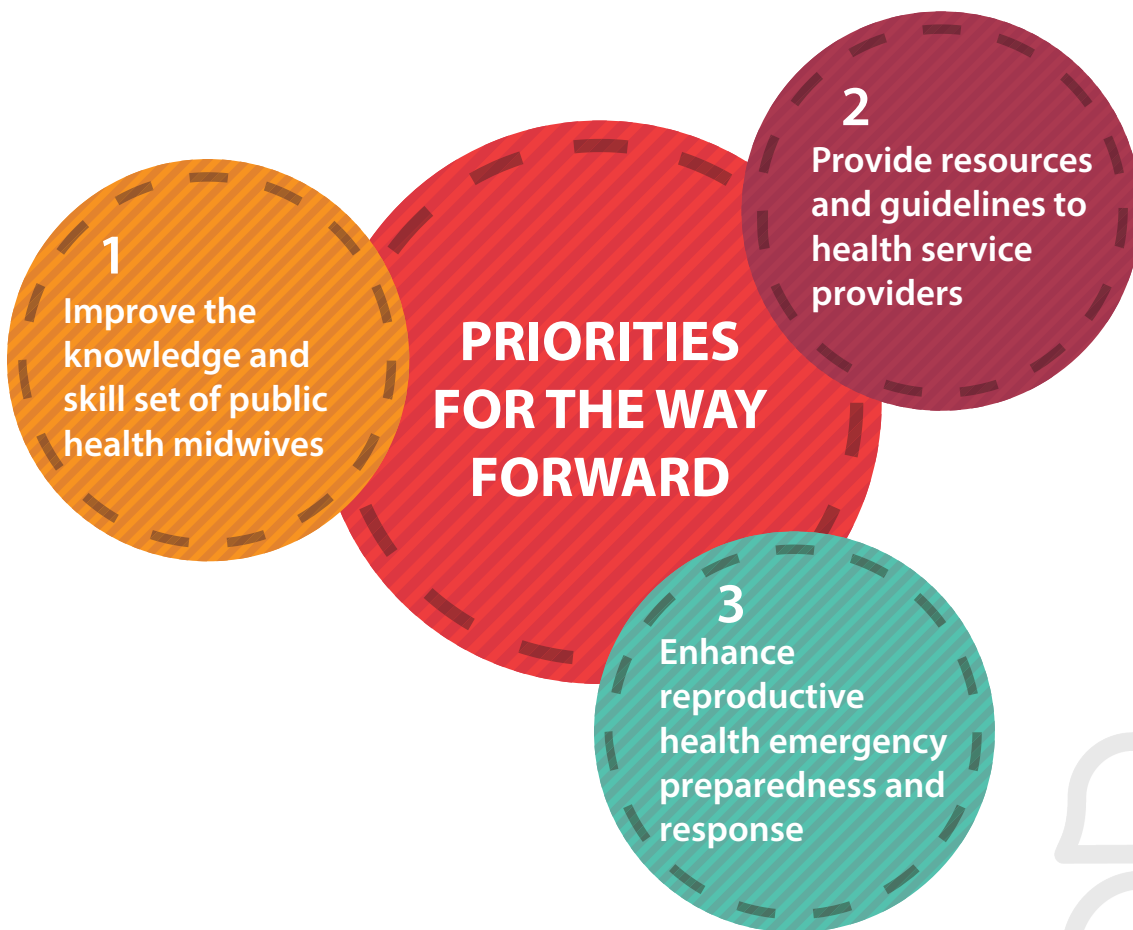 PRIORITIES
FOR THE WAY
FORWARD
1
Improve the
knowledge and
skill set of public
health midwives
2
Provide resources
and guidelines to
health service
providers
3
Enhance
reproductive
health emergency
preparedness and
response